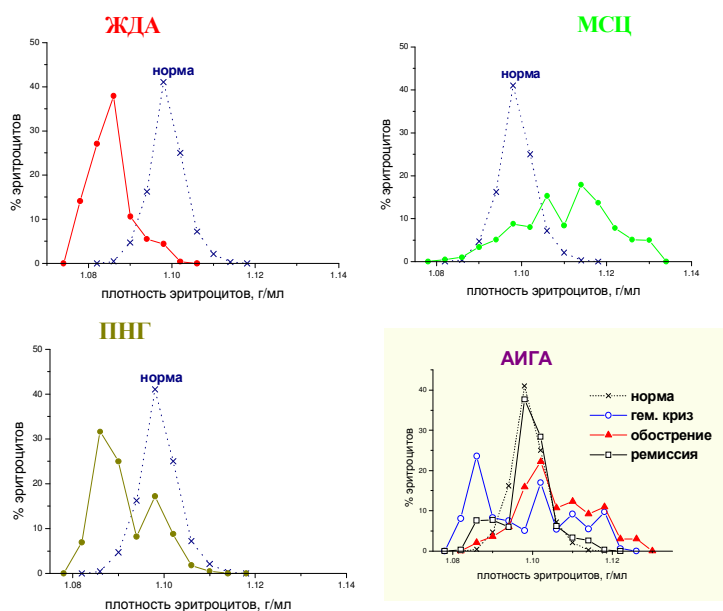 ЖДА
норма
50
40
30
20
10
0
% эритроцитов
1.08
1.10
1.12
1.14
плотность эритроцитов, г/мл
МСЦ
норма
50
40
30
20
10
0
% эритроцитов
1.08
1.10
1.12
1.14
плотность эритроцитов, г/мл
ПНГ
норма
50
40
30
20
10
0
% эритроцитов
1.08
1.10
1.12
1.14
плотность эритроцитов, г/мл
АИГА
норма
гем. криз
обострение
ремиссия
40
30
20
10
0
% эритроцитов
1.08
1.10
1.12
плотность эритроцитов, г/мл